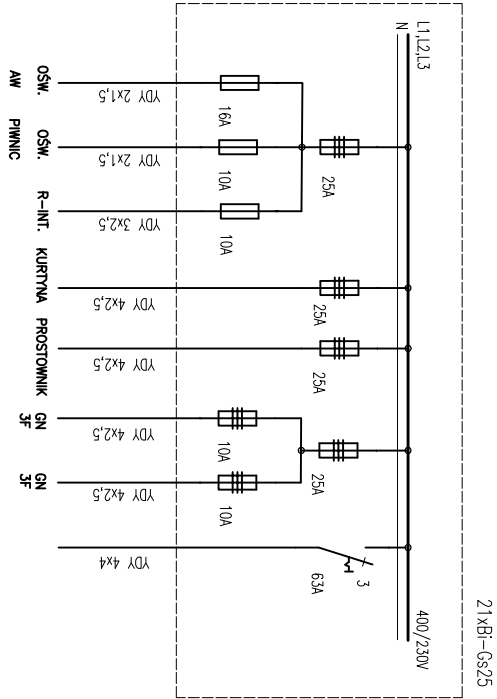 21xBi-Gs25
L1,L2,L3
N
400/230V
25A
25A
25A
25A
63A
3
16A
10A
10A
10A
10A
YDY 2x1,5
YDY 2x1,5
YDY 3x2,5
YDY 4x2,5
YDY 4x2,5
YDY 4x2,5
YDY 4x2,5
YDY 4x4
OŚW.
AW
OŚW.
PIWNIC
R-INT.
KURTYNA
PROSTOWNIK
GN
3F
GN
3F